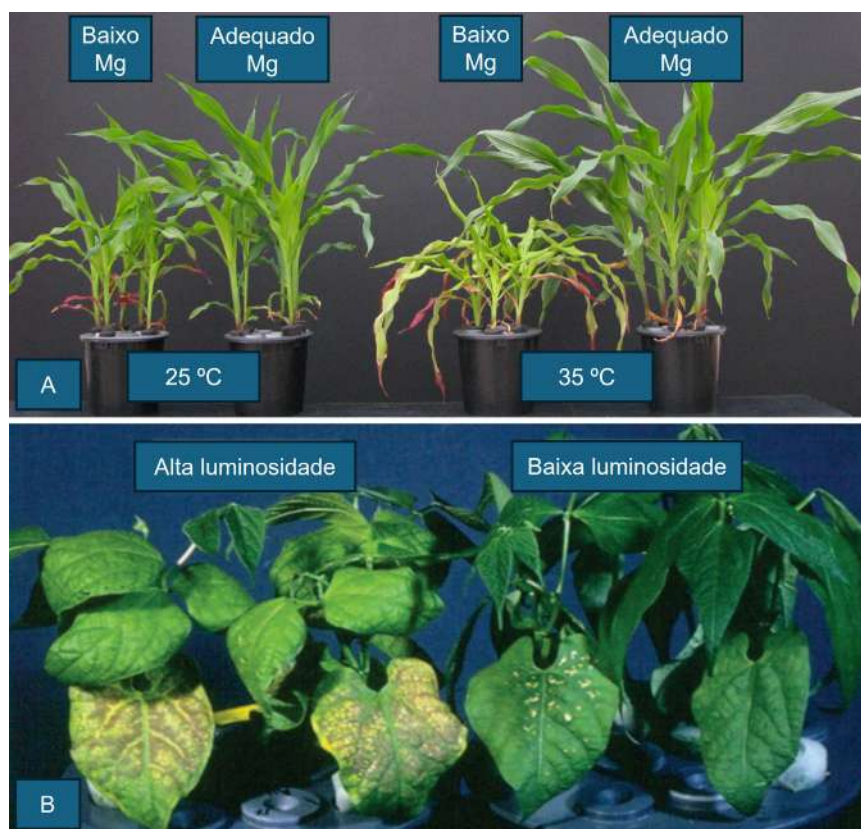 Baixo
Mg
Adequado
Mg
Baixo
Mg
Adequado
Mg
A
25 ºC
35 ºC
Alta luminosidade
Baixa luminosidade
B